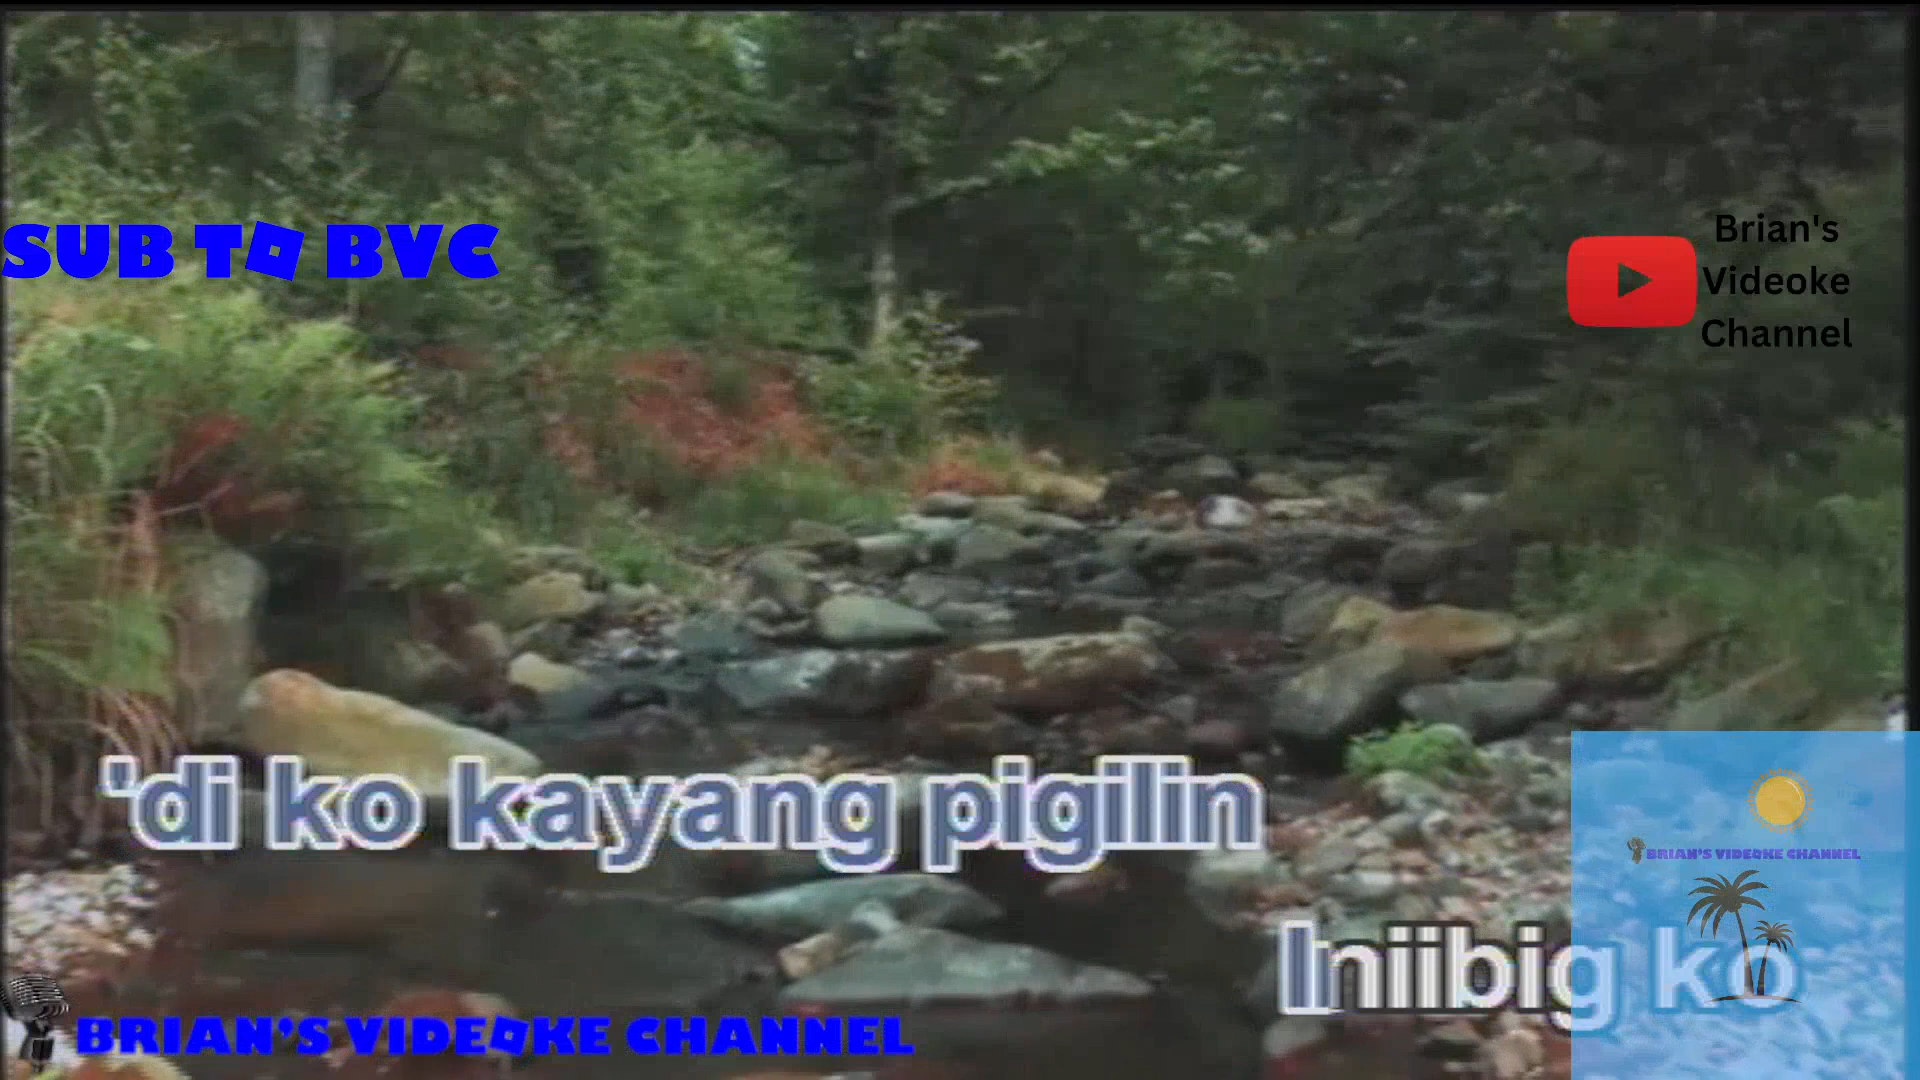 SUB TO BVC
Brian's
Videoke
Channel
'di ko kayang pigilin
BRIAN'S VIDEOKE CHANNEL
Iniibig ko
BRIAN'S VIDEOKE CHANNEL